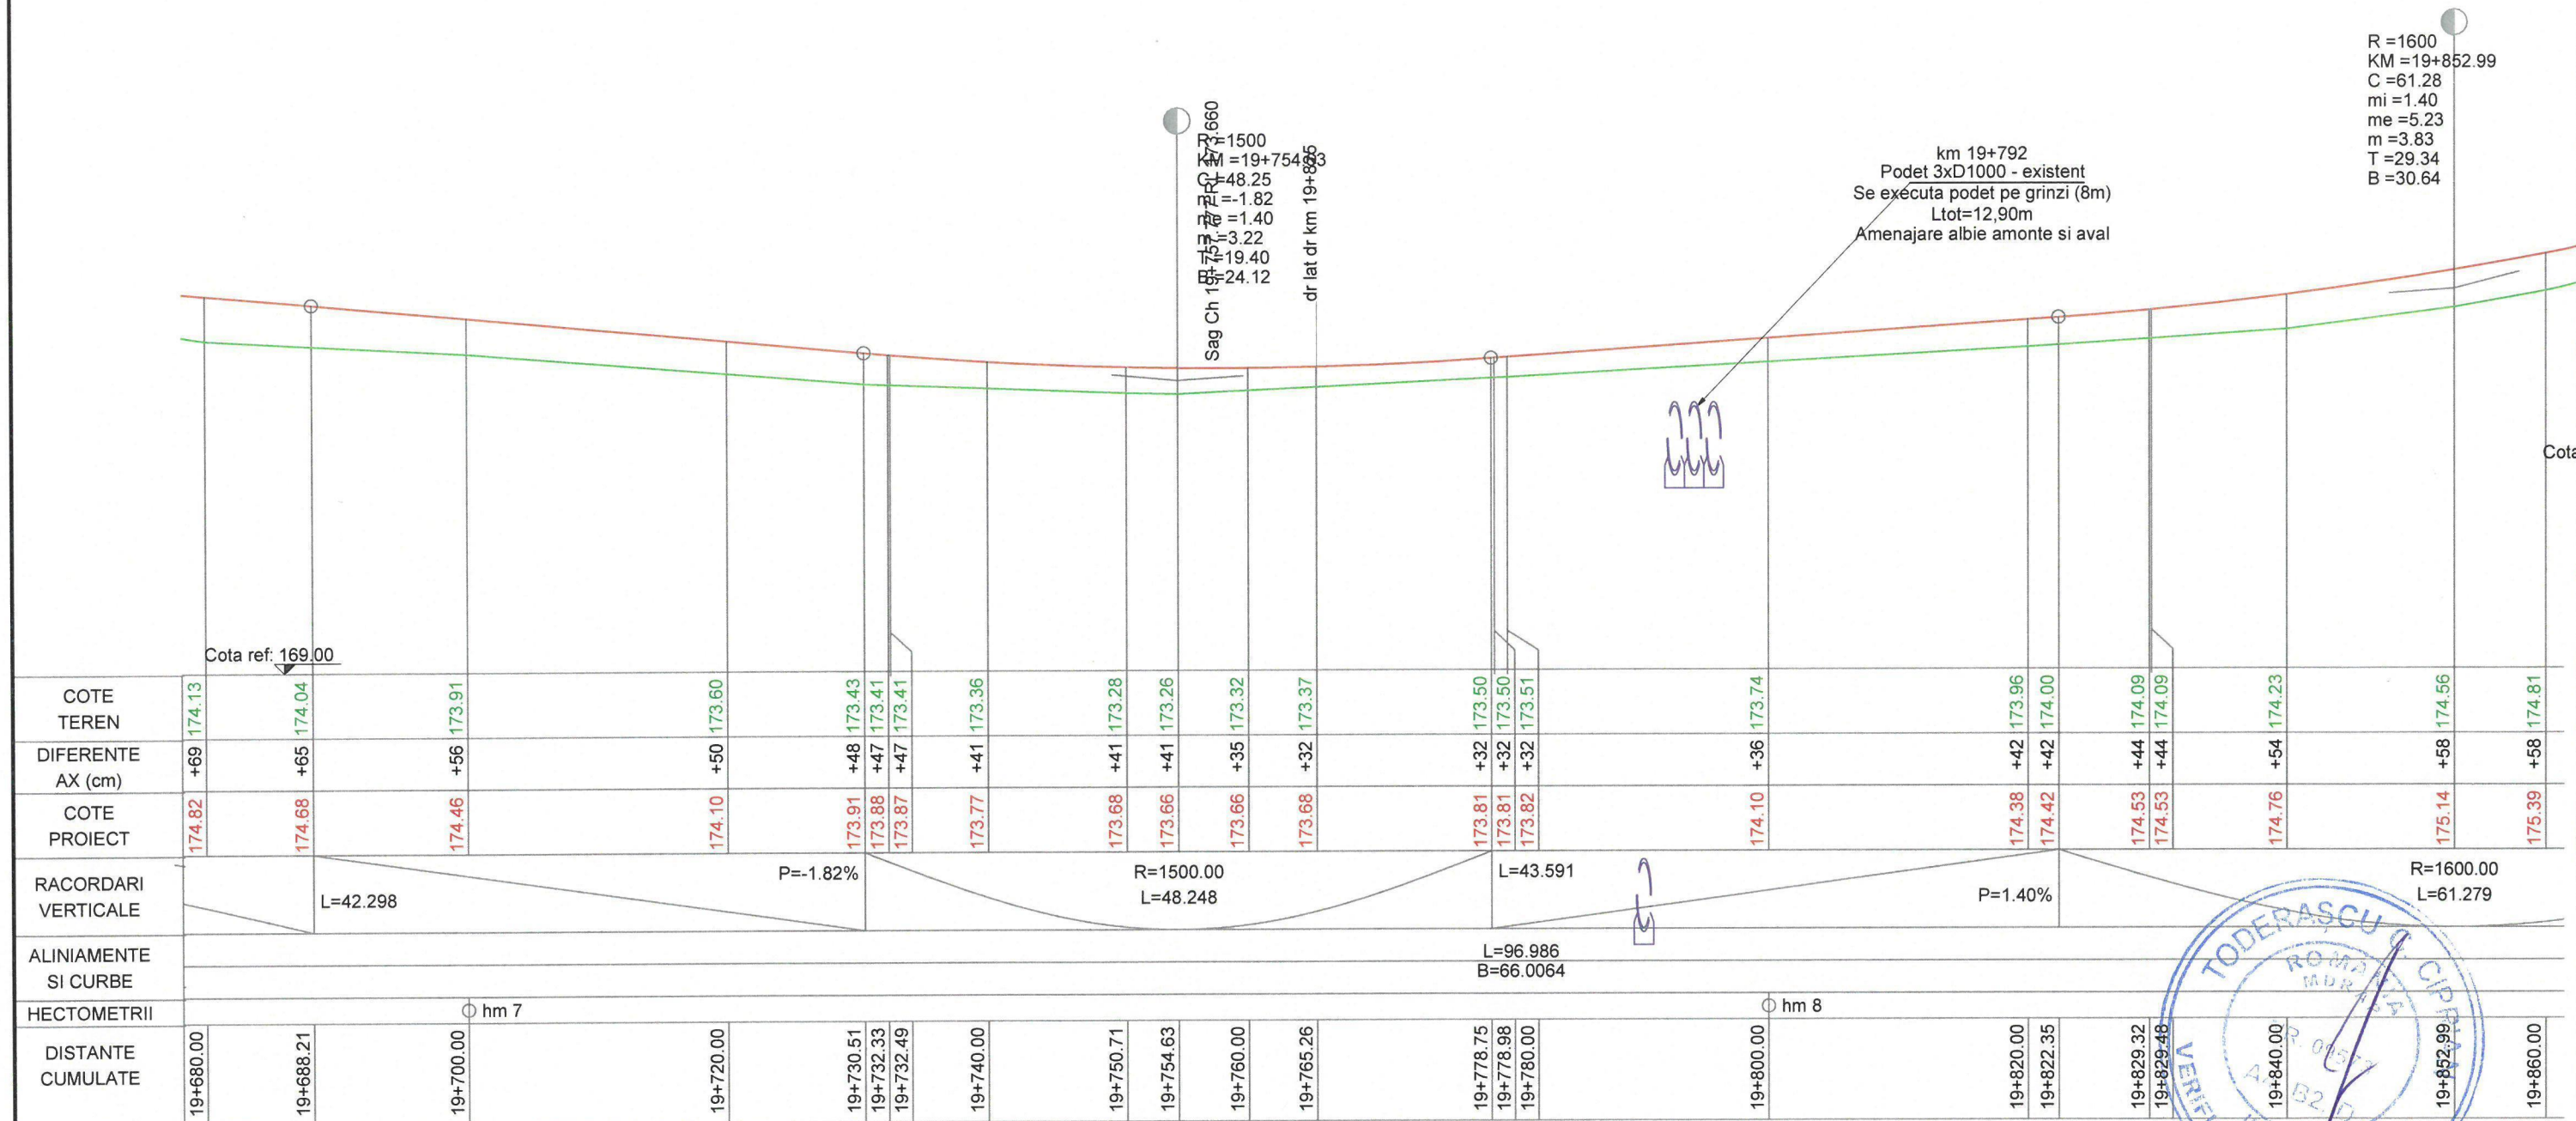 R =1600
KM =19+852.99
C =61.28
mi =1.40
me =5.23
m =3.83
T =29.34
B =30.64
R =1500
C =48.25
me =1.40
m =3.22
T =19.40
B =24.12
dr lat dr km
km 19+792
Podet 3xD1000 - existent
Se executa podet pe grinzi (8m)
Ltot=12,90m
Amenajare albie amonte si aval
Cota
Cota ref: 169.00
COTE TEREN
174.13 174.04 173.91 173.60 173.43 173.41 173.41 173.36 173.28 173.26 173.32 173.37 173.50 173.50 173.51 173.74 173.96 174.00 174.09 174.09 174.23 174.56 174.81
DIFERENTE AX (cm)
+69 +65 +56 +50 +48 +47 +47 +41 +41 +41 +35 +32 +32 +32 +32 +36 +42 +42 +44 +44 +54 +58 +58
COTE PROIECT
174.82 174.68 174.46 174.10 173.91 173.88 173.87 173.77 173.68 173.66 173.66 173.68 173.81 173.81 173.82 174.10 174.38 174.42 174.53 174.53 174.76 175.14 175.39
RACORDARI VERTICALE
L=42.298
P=-1.82%
R=1500.00
L=48.248
L=43.591
P=1.40%
R=1600.00
L=61.279
ALINIAMENTE SI CURBE
L=96.986
B=66.0064
HECTOMETRII
hm 7
hm 8
DISTANTE CUMULATE
19+680.00 19+688.21 19+700.00 19+720.00 19+730.51 19+732.33 19+732.49 19+740.00 19+750.71 19+754.63 19+760.00 19+765.26 19+778.75 19+778.98 19+780.00 19+800.00 19+820.00 19+822.35 19+829.32 19+829.48 19+840.00 19+852.99 19+860.00
TODERAȘCU C. CIPRIAN
ROMANIA